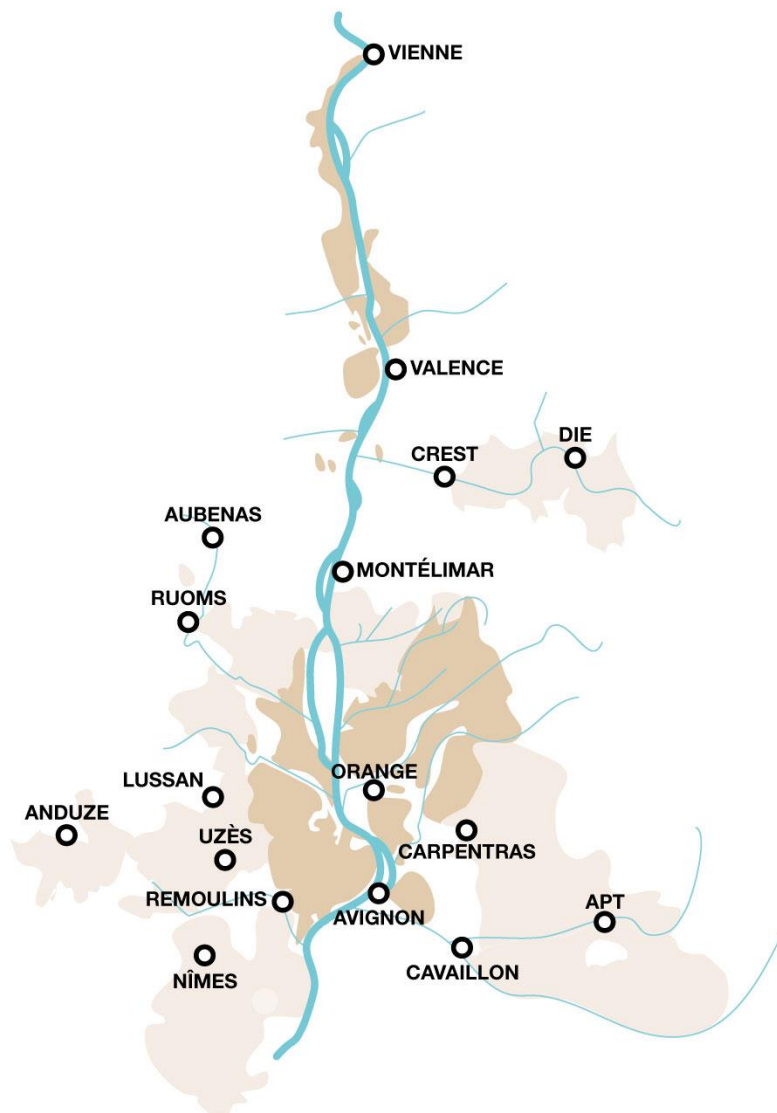 VIENNE
VALENCE
DIE
CREST
AUBENAS
MONTÉLIMAR
RUOMS
ORANGE
LUSSAN
ANDUZE
UZÈS
CARPENTRAS
REMOULINS
AVIGNON
APT
NÎMES
CAVAILLON